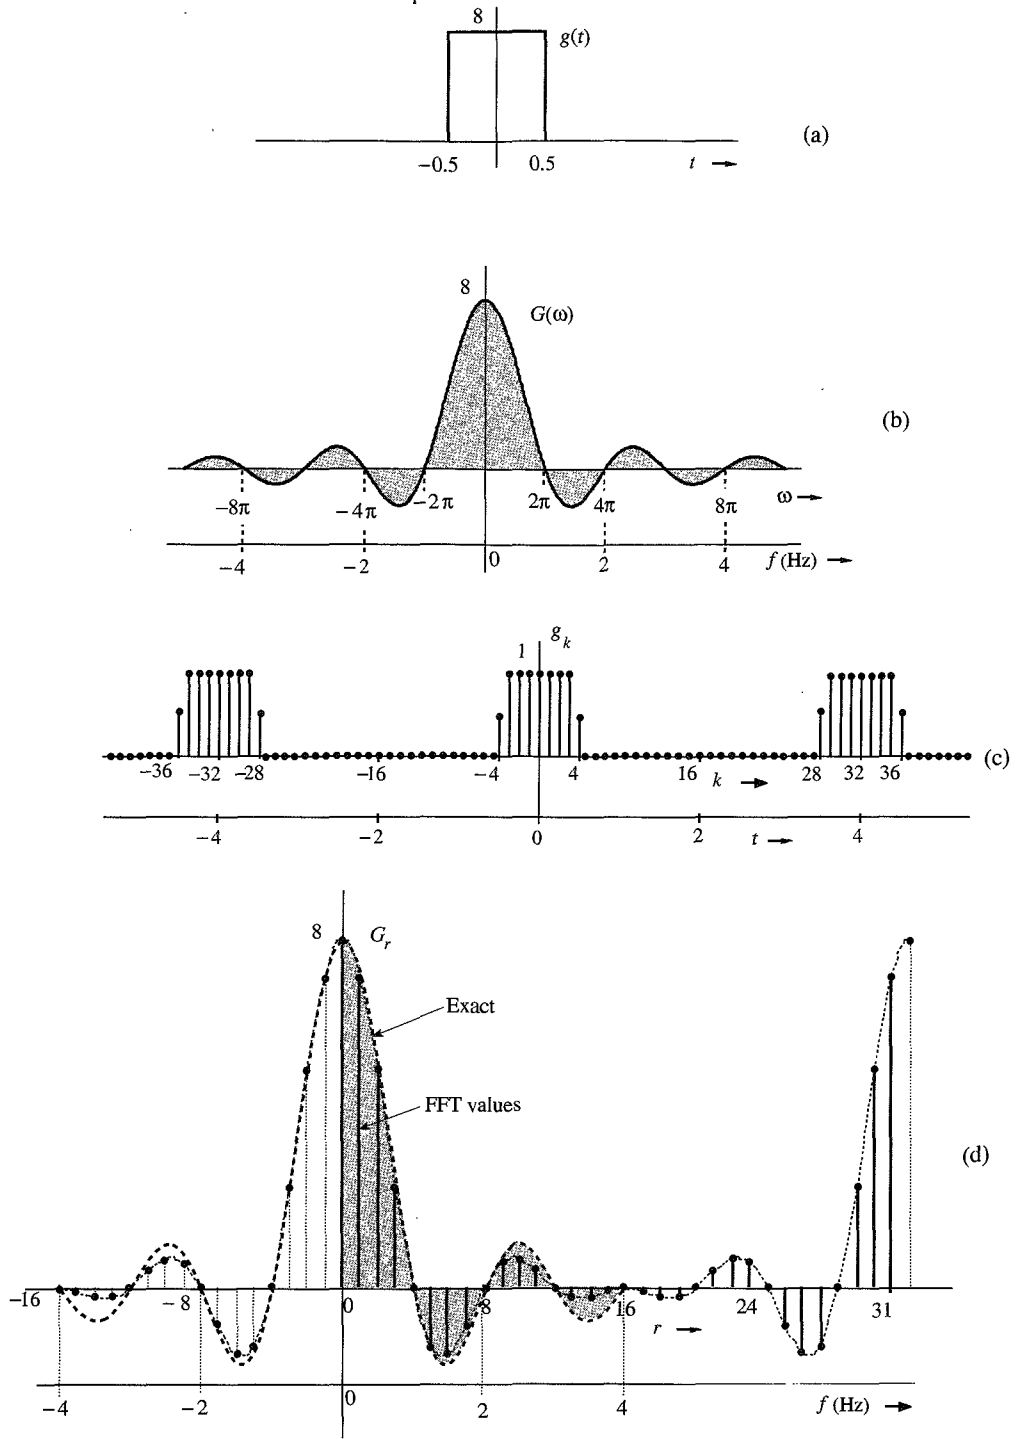 8
g(t)
(a)
−0.5 0.5 t
8
G(ω)
(b)
−8π −4π −2π 2π 4π 8π ω
−4 −2 0 2 4 f (Hz)
1 g_k
(c)
−36 −32 −28 −16 −4 4 16 k 28 32 36
−4 −2 0 2 t 4
8 G_r
Exact
FFT values
(d)
−16 −8 0 8 16 r 24 31
−4 −2 0 2 4 f (Hz)